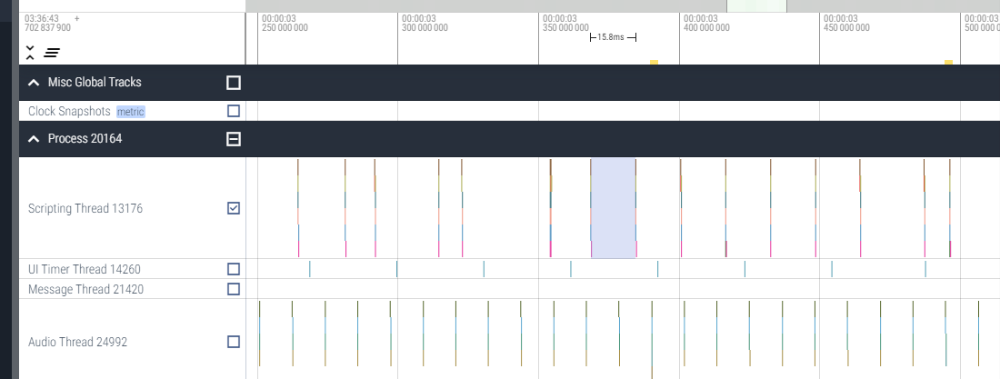 03:36:43 +
702 837 900
00:00:03
250 000 000
00:00:03
300 000 000
00:00:03
350 000 000
00:00:03
400 000 000
00:00:03
450 000 000
00:00:03
500 000 000
15.8ms
Misc Global Tracks
Clock Snapshots metric
Process 20164
Scripting Thread 13176
UI Timer Thread 14260
Message Thread 21420
Audio Thread 24992